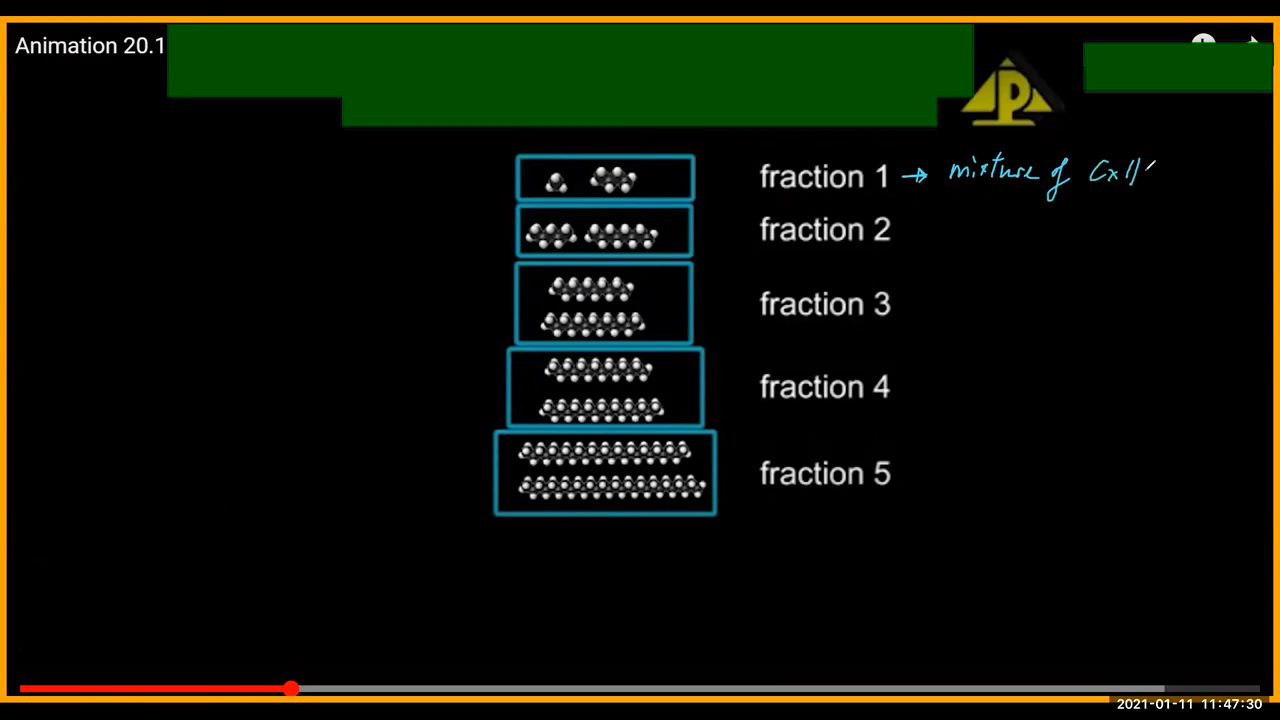 Animation 20.1
P
fraction 1 → mixture of CxH
fraction 2
fraction 3
fraction 4
fraction 5
2021-01-11 11:47:30